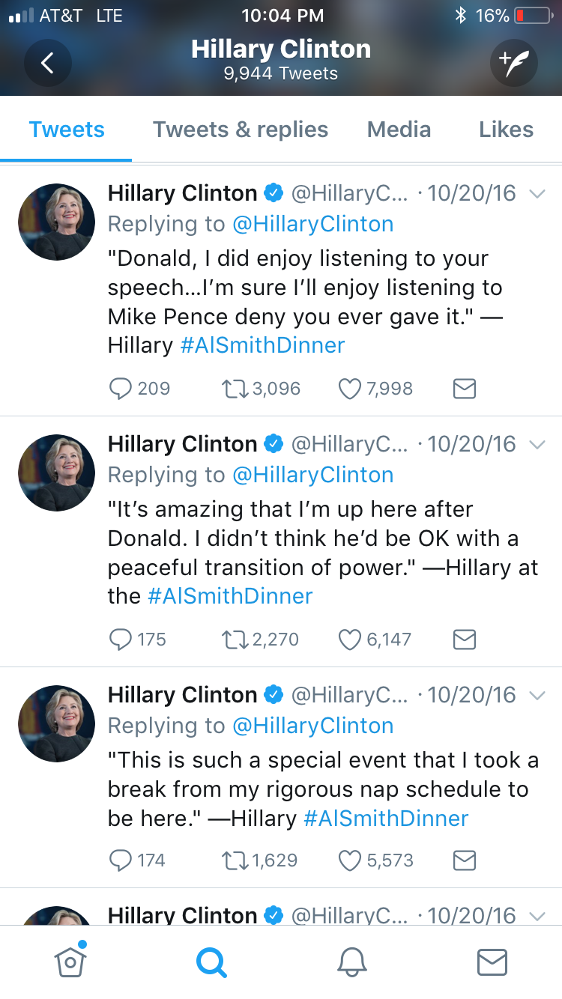 AT&T LTE 10:04 PM 16%
Hillary Clinton
9,944 Tweets
Tweets Tweets & replies Media Likes
Hillary Clinton @HillaryC... · 10/20/16
Replying to @HillaryClinton
"Donald, I did enjoy listening to your
speech...I’m sure I’ll enjoy listening to
Mike Pence deny you ever gave it." —
Hillary #AlSmithDinner
209 3,096 7,998
Hillary Clinton @HillaryC... · 10/20/16
Replying to @HillaryClinton
"It’s amazing that I’m up here after
Donald. I didn’t think he’d be OK with a
peaceful transition of power." —Hillary at
the #AlSmithDinner
175 2,270 6,147
Hillary Clinton @HillaryC... · 10/20/16
Replying to @HillaryClinton
"This is such a special event that I took a
break from my rigorous nap schedule to
be here." —Hillary #AlSmithDinner
174 1,629 5,573
Hillary Clinton @HillaryC... · 10/20/16